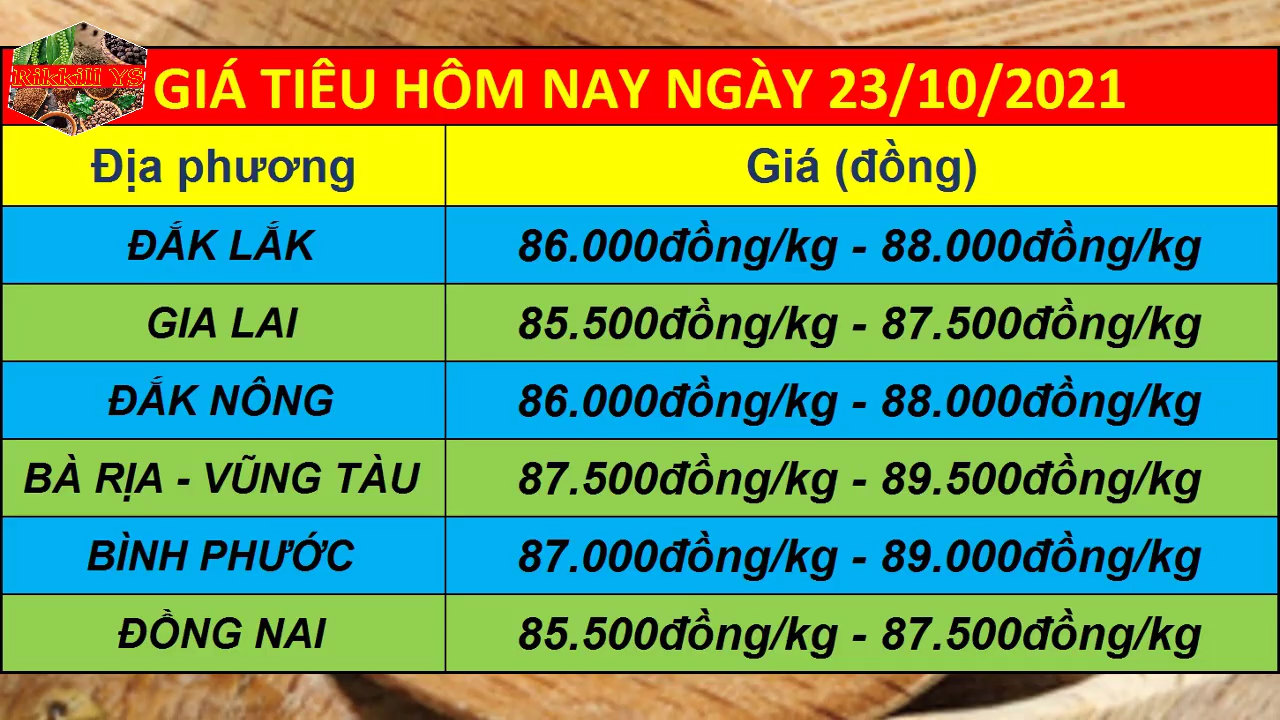 Rikkill YS
GIÁ TIÊU HÔM NAY NGÀY 23/10/2021
Địa phương Giá (đồng)
ĐẮK LẮK 86.000đồng/kg - 88.000đồng/kg
GIA LAI 85.500đồng/kg - 87.500đồng/kg
ĐẮK NÔNG 86.000đồng/kg - 88.000đồng/kg
BÀ RỊA - VŨNG TÀU 87.500đồng/kg - 89.500đồng/kg
BÌNH PHƯỚC 87.000đồng/kg - 89.000đồng/kg
ĐỒNG NAI 85.500đồng/kg - 87.500đồng/kg